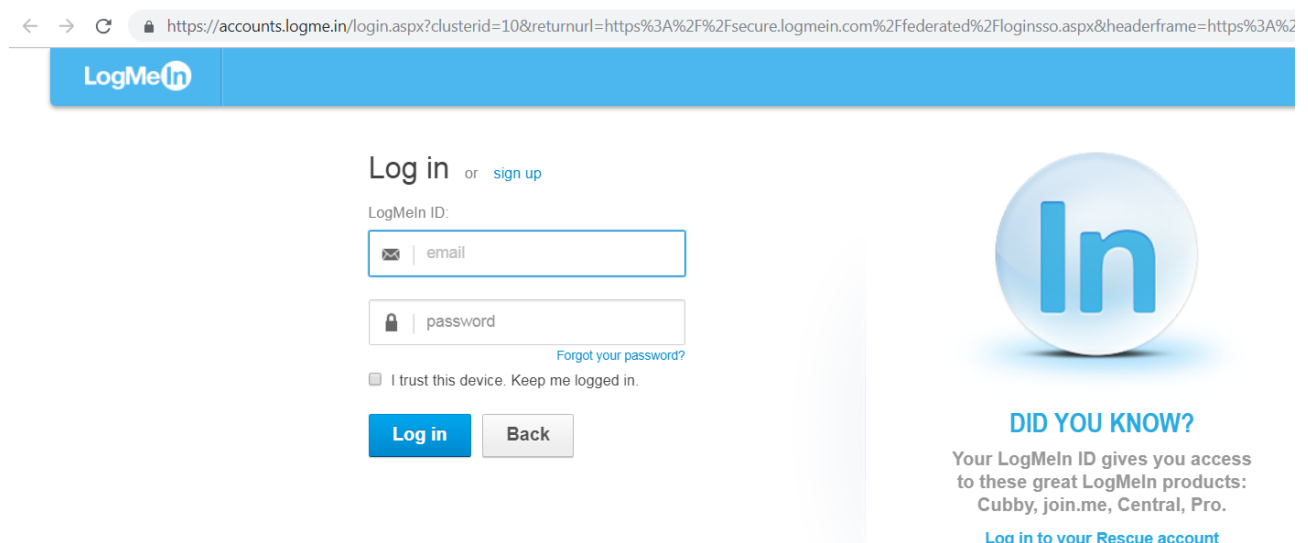 https://accounts.logme.in/login.aspx?clusterid=10&returnurl=https%3A%2F%2Fsecure.logmein.com%2Ffederated%2Floginsso.aspx&headerframe=https%3A%2
LogMeIn
Log in or sign up
LogMeIn ID:
email
password
Forgot your password?
I trust this device. Keep me logged in.
Log in Back
In
DID YOU KNOW?
Your LogMeIn ID gives you access
to these great LogMeIn products:
Cubby, join.me, Central, Pro.
Log in to your Rescue account